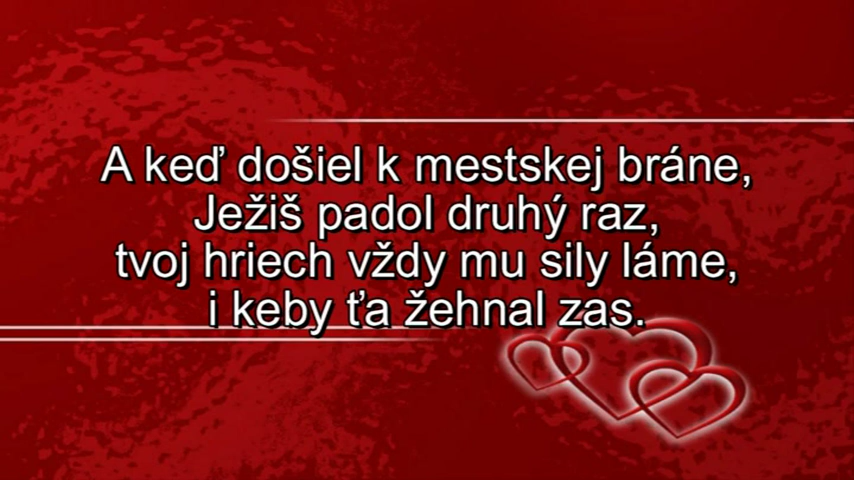 A keď došiel k mestskej bráne,
Ježiš padol druhý raz,
tvoj hriech vždy mu sily láme,
i keby ťa žehnal zas.